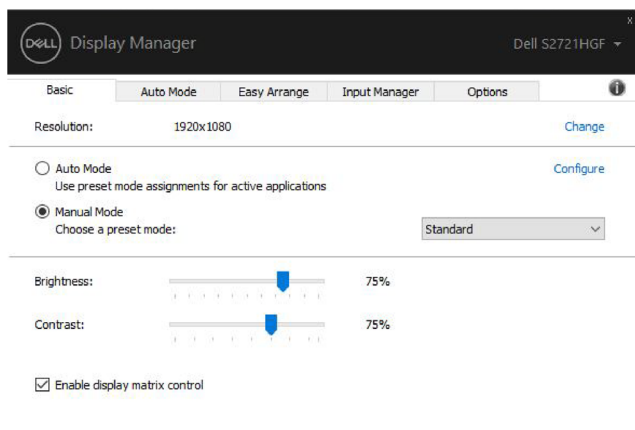 x
DELL Display Manager Dell S2721HGF
Basic Auto Mode Easy Arrange Input Manager Options i
Resolution: 1920x1080 Change
Auto Mode Configure
Use preset mode assignments for active applications
Manual Mode
Choose a preset mode: Standard
Brightness: 75%
Contrast: 75%
Enable display matrix control